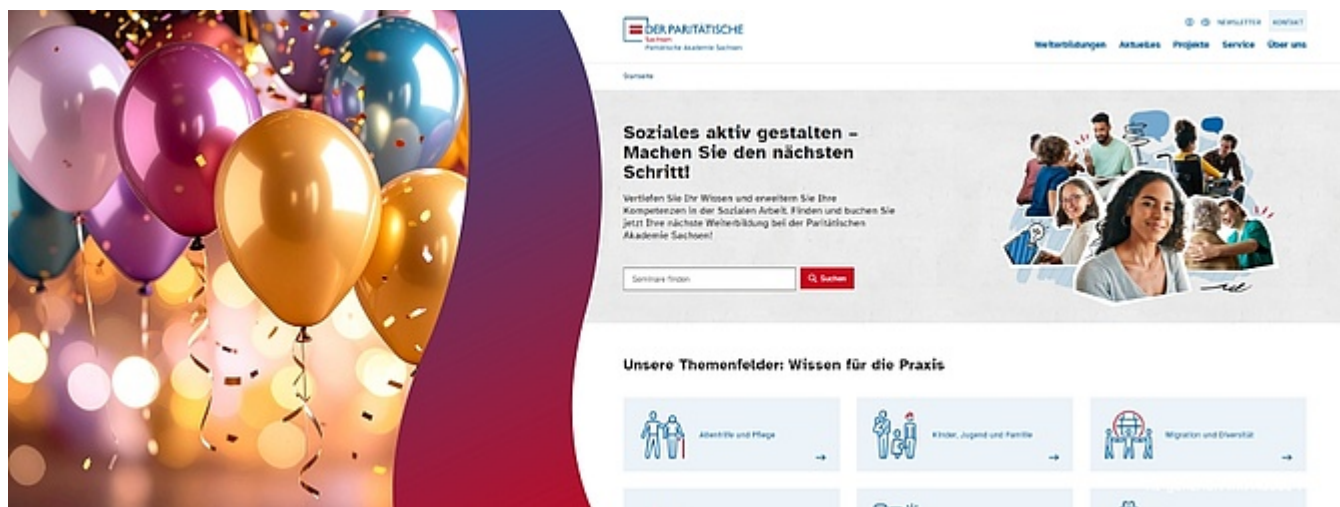 DER PARITÄTISCHE
Sachsen
Paritätische Akademie Sachsen
NEWSLETTER KONTAKT
Weiterbildungen Aktuelles Projekte Service Über uns
Startseite
Soziales aktiv gestalten –
Machen Sie den nächsten
Schritt!
Vertiefen Sie Ihr Wissen und erweitern Sie Ihre
Kompetenzen in der Sozialen Arbeit. Finden und buchen Sie
jetzt Ihre nächste Weiterbildung bei der Paritätischen
Akademie Sachsen!
Seminare finden
Suchen
Unsere Themenfelder: Wissen für die Praxis
Altenhilfe und Pflege
Kinder, Jugend und Familie
Migration und Diversität